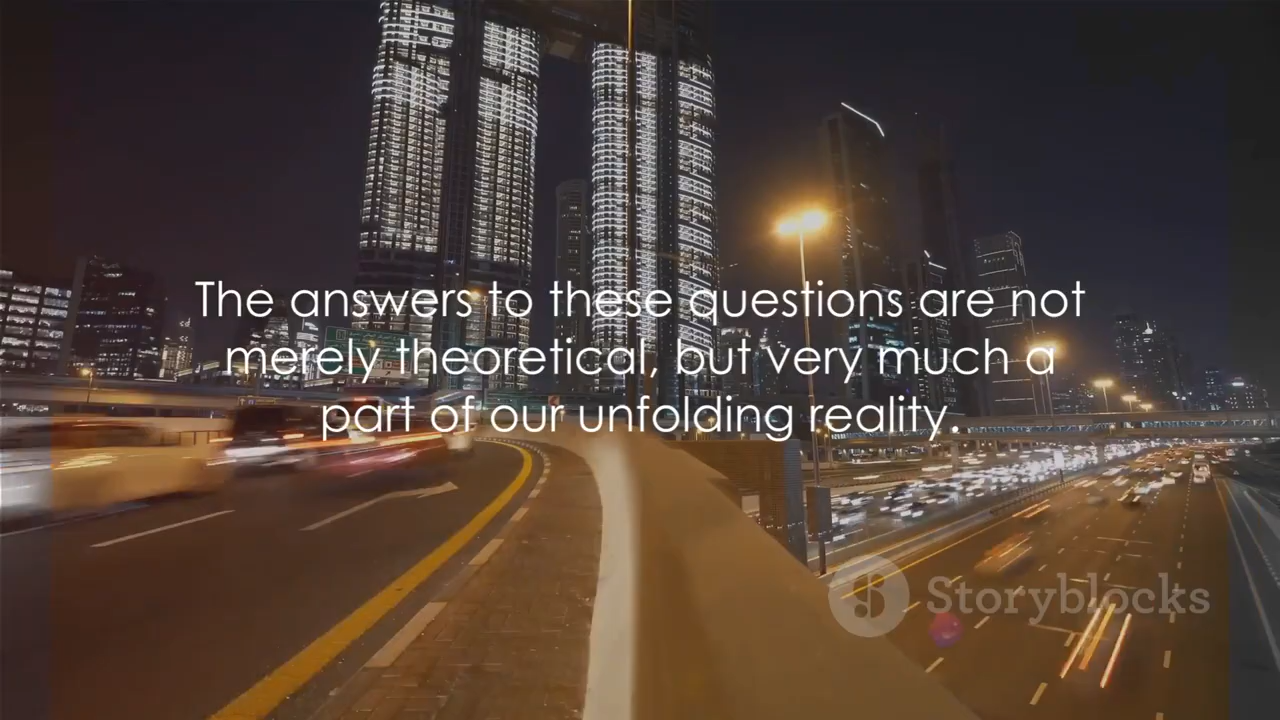 The answers to these questions are not
merely theoretical, but very much a
part of our unfolding reality.
Storyblocks